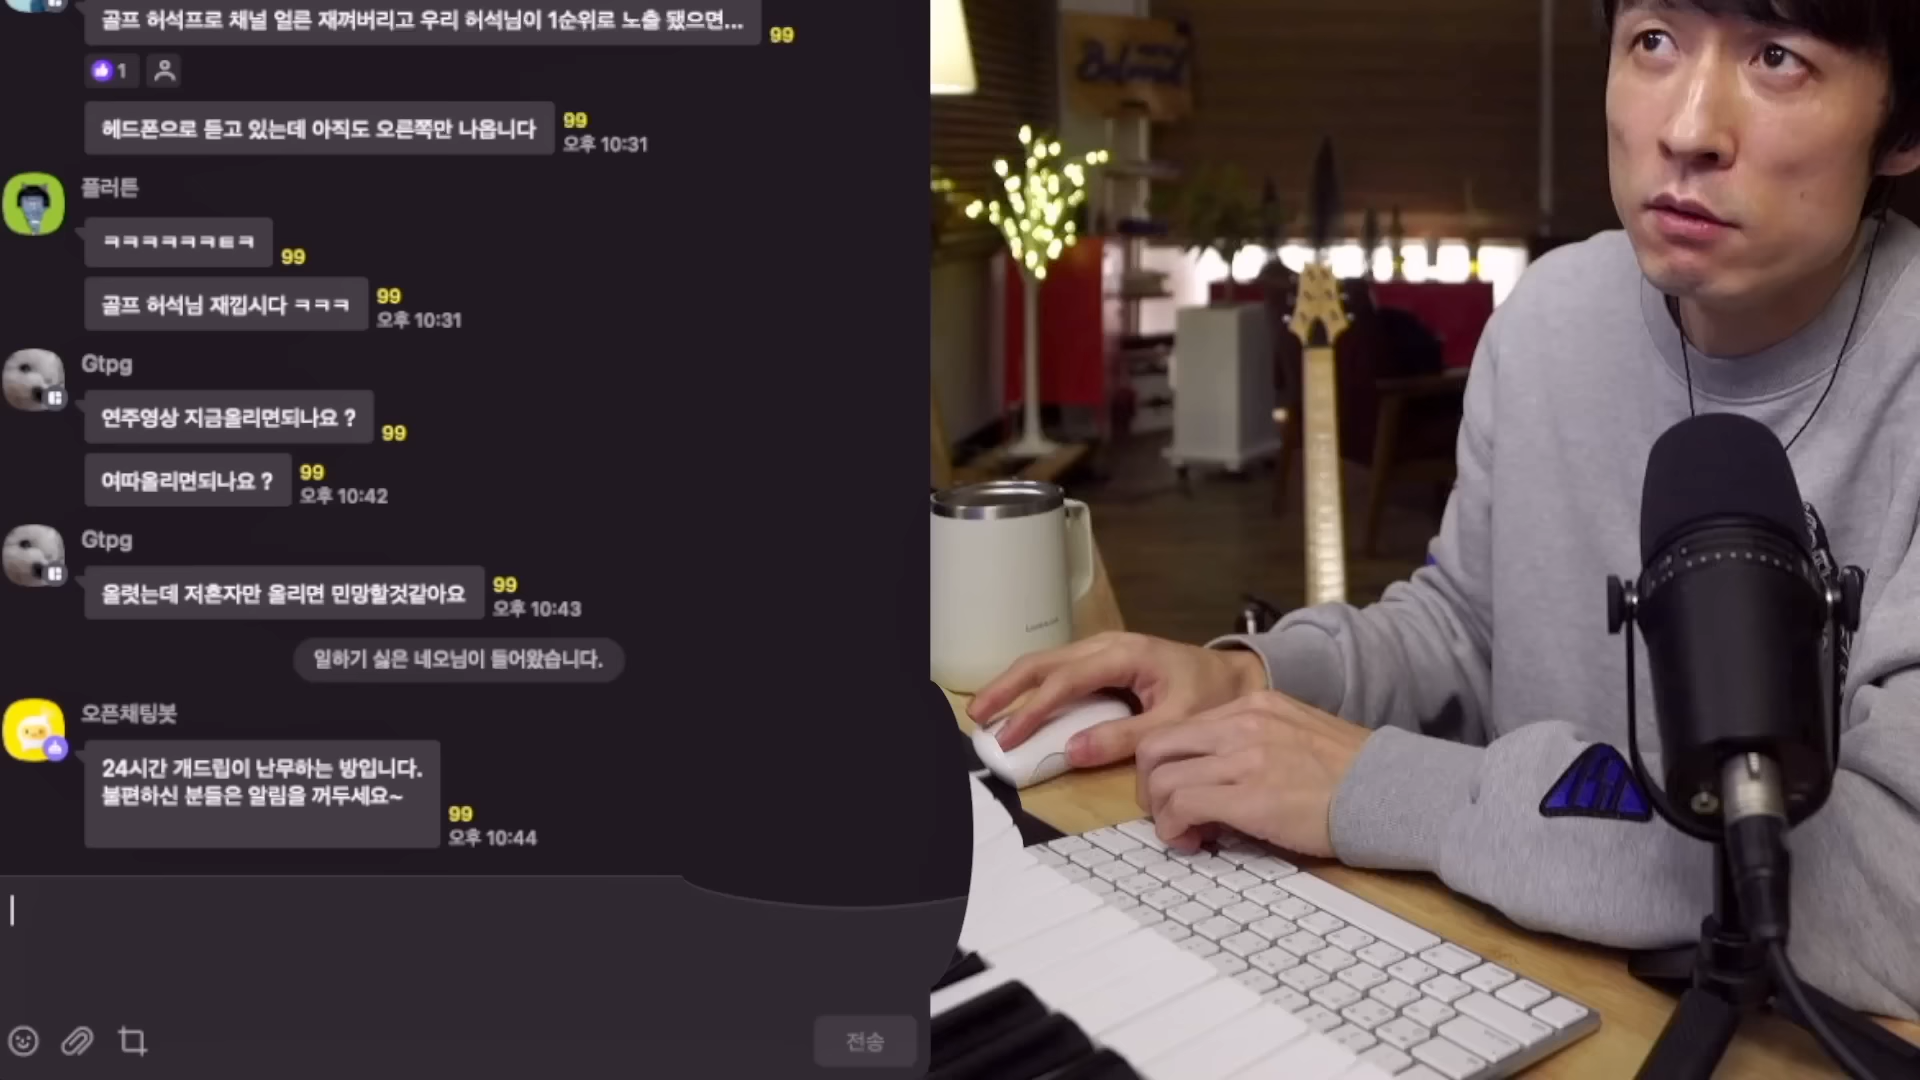 골프 허석프로 채널 얼른 재껴버리고 우리 허석님이 1순위로 노출 됐으면...
99
1
헤드폰으로 듣고 있는데 아직도 오른쪽만 나옵니다
99
오후 10:31
플러튼
ㅋㅋㅋㅋㅋㅋㅌㅋ
99
골프 허석님 재낍시다 ㅋㅋㅋ
99
오후 10:31
Gtpg
연주영상 지금올리면되나요 ?
99
여따올리면되나요 ?
99
오후 10:42
Gtpg
올렷는데 저혼자만 올리면 민망할것같아요
99
오후 10:43
일하기 싫은 네오님이 들어왔습니다.
오픈채팅봇
24시간 개드립이 난무하는 방입니다.
불편하신 분들은 알림을 꺼두세요~
99
오후 10:44
전송